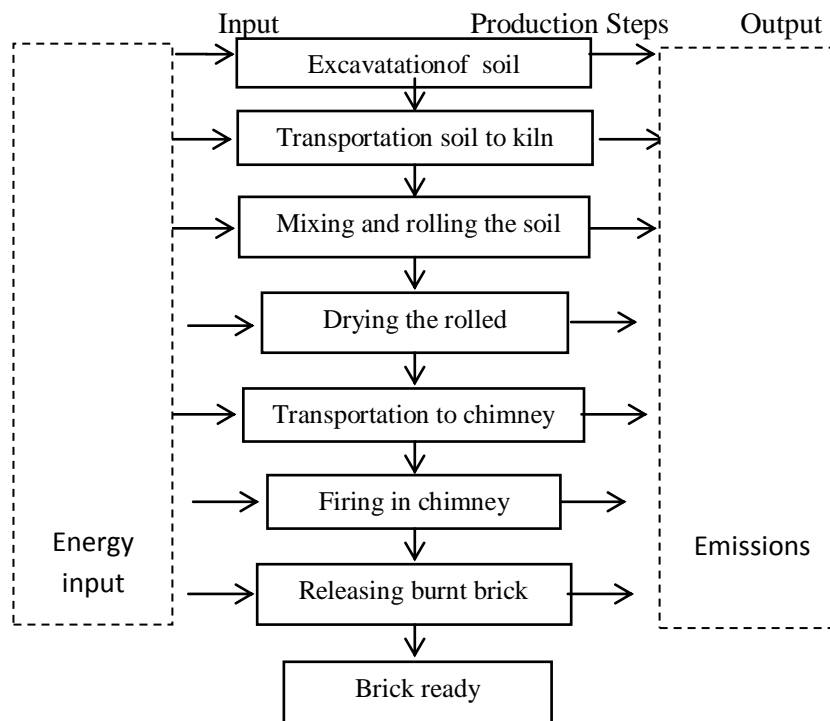 Input Production Steps Output
Excavatationof soil
Transportation soil to kiln
Mixing and rolling the soil
Drying the rolled
Transportation to chimney
Firing in chimney
Energy
input
Emissions
Releasing burnt brick
Brick ready